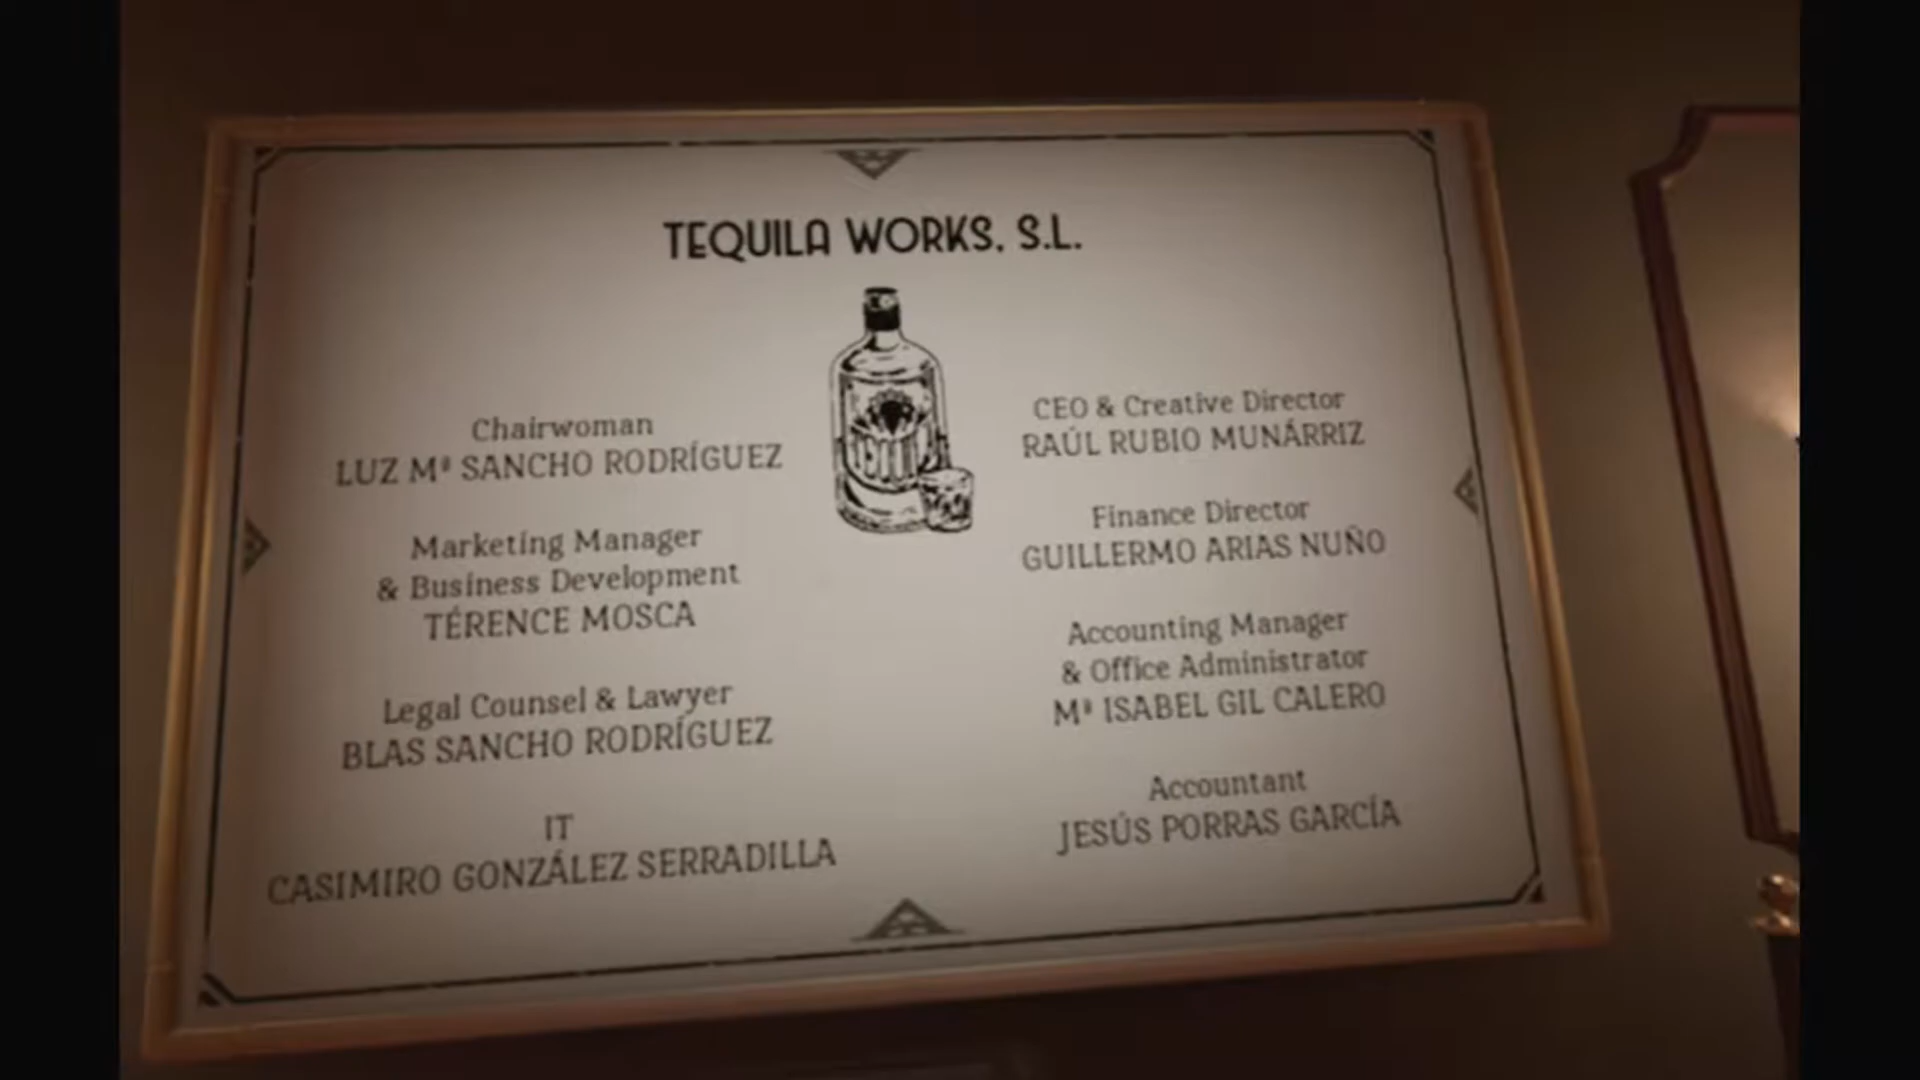 TEQUILA WORKS, S.L.
Chairwoman
LUZ Mª SANCHO RODRÍGUEZ
Marketing Manager
& Business Development
TÉRENCE MOSCA
Legal Counsel & Lawyer
BLAS SANCHO RODRÍGUEZ
IT
CASIMIRO GONZÁLEZ SERRADILLA
CEO & Creative Director
RAÚL RUBIO MUNÁRRIZ
Finance Director
GUILLERMO ARIAS NUÑO
Accounting Manager
& Office Administrator
Mª ISABEL GIL CALERO
Accountant
JESÚS PORRAS GARCÍA